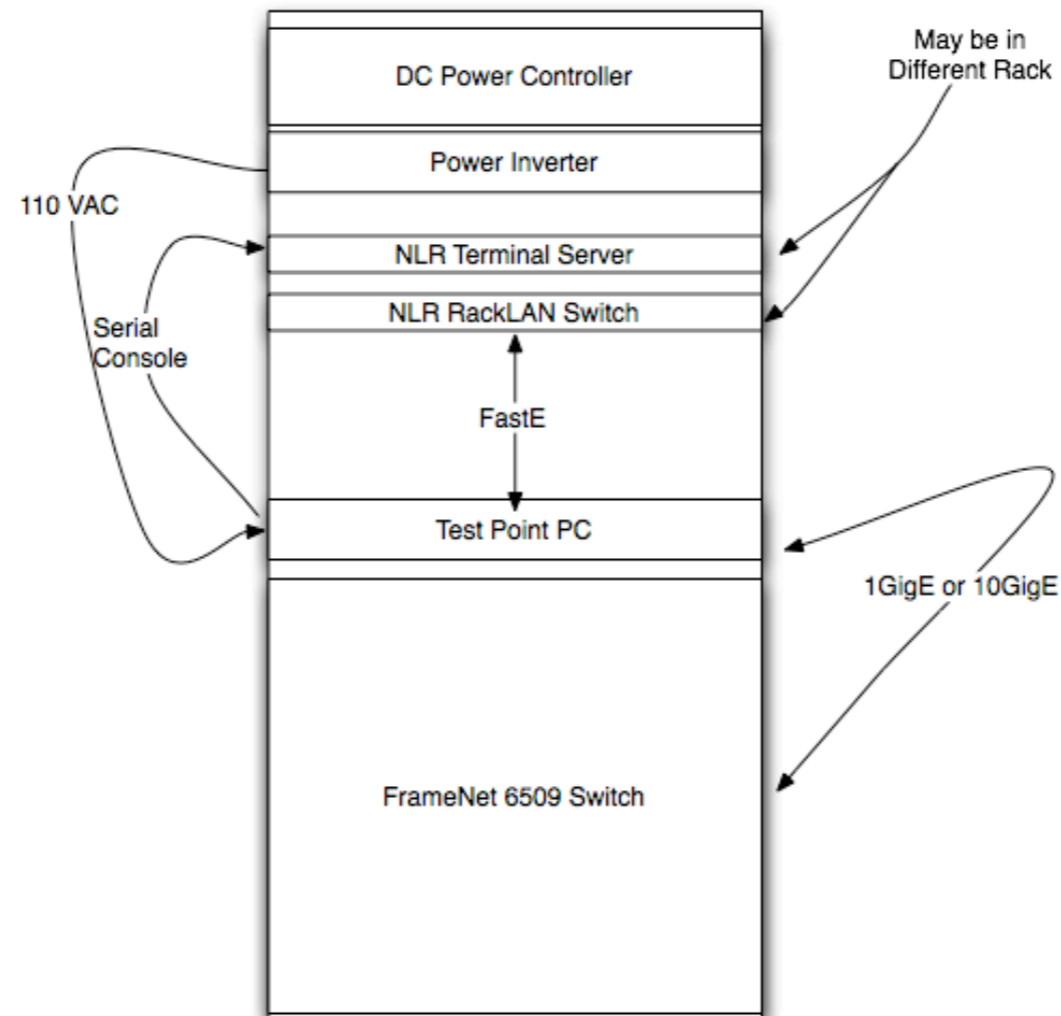 May be in
Different Rack
DC Power Controller
Power Inverter
110 VAC
NLR Terminal Server
NLR RackLAN Switch
Serial
Console
FastE
Test Point PC
1GigE or 10GigE
FrameNet 6509 Switch